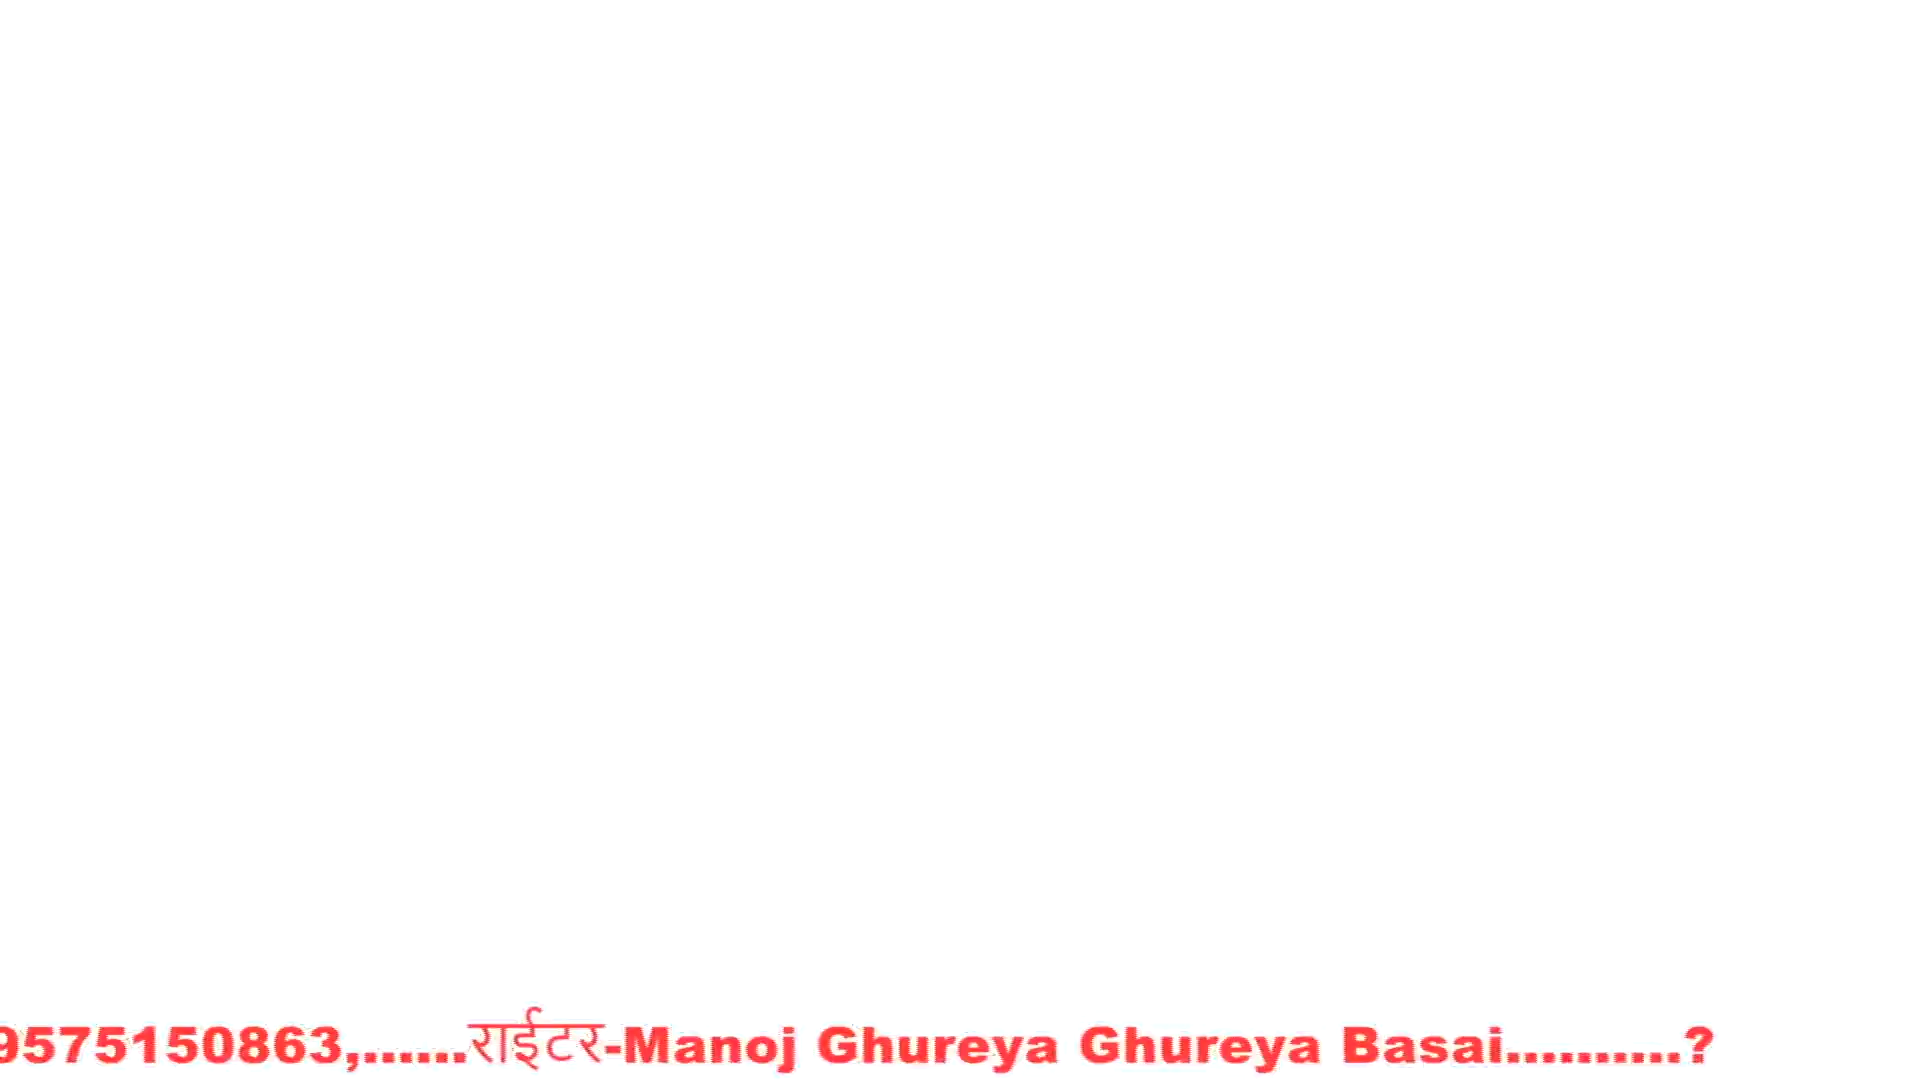 9575150863,......राईटर-Manoj Ghureya Ghureya Basai..........?